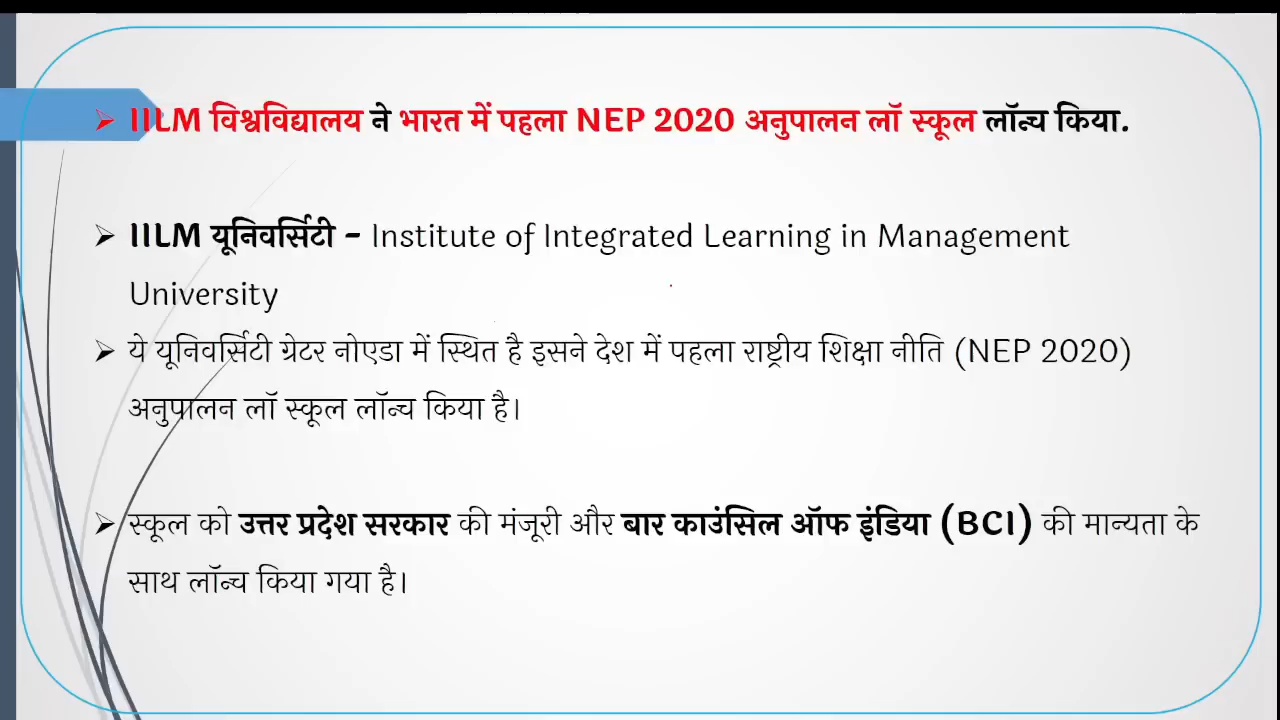 ➢ IILM विश्वविद्यालय ने भारत में पहला NEP 2020 अनुपालन लॉ स्कूल लॉन्च किया.
➢ IILM यूनिवर्सिटी – Institute of Integrated Learning in Management
University
➢ ये यूनिवर्सिटी ग्रेटर नोएडा में स्थित है इसने देश में पहला राष्ट्रीय शिक्षा नीति (NEP 2020)
अनुपालन लॉ स्कूल लॉन्च किया है।
➢ स्कूल को उत्तर प्रदेश सरकार की मंजूरी और बार काउंसिल ऑफ इंडिया (BCI) की मान्यता के
साथ लॉन्च किया गया है।